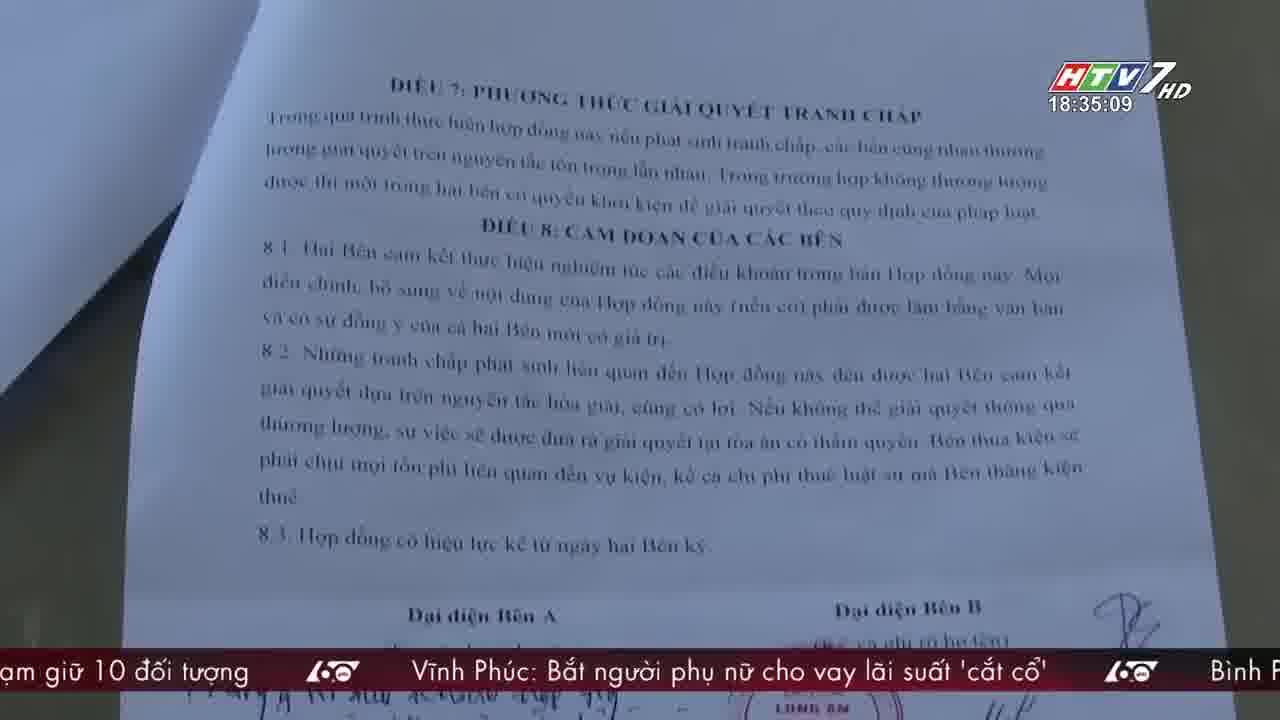 HTV7 HD
18:35:09
ĐIỀU 7: PHƯƠNG THỨC GIẢI QUYẾT TRANH CHẤP
Trong quá trình thực hiện hợp đồng này nếu phát sinh tranh chấp, các bên cùng nhau thương
lượng giải quyết trên nguyên tắc tôn trọng lẫn nhau. Trong trường hợp không thương lượng
được thì một trong hai bên có quyền khởi kiện để giải quyết theo quy định của pháp luật.
ĐIỀU 8: CAM ĐOAN CỦA CÁC BÊN
8.1. Hai Bên cam kết thực hiện nghiêm túc các điều khoản trong bản Hợp đồng này. Mọi
điều chỉnh, bổ sung về nội dung của Hợp đồng này (nếu có) phải được làm bằng văn bản
và có sự đồng ý của cả hai Bên mới có giá trị.
8.2. Những tranh chấp phát sinh liên quan đến Hợp đồng này đều được hai Bên cam kết
giải quyết dựa trên nguyên tắc hòa giải, cùng có lợi. Nếu không thể giải quyết thông qua
thương lượng, sự việc sẽ được đưa ra giải quyết tại tòa án có thẩm quyền. Bên thua kiện sẽ
phải chịu mọi tổn phí liên quan đến vụ kiện, kể cả chi phí thuê luật sư mà Bên thắng kiện
thuê.
8.3. Hợp đồng có hiệu lực kể từ ngày hai Bên ký.
Đại diện Bên A
Đại diện Bên B
và ghi rõ họ tên)
ạm giữ 10 đối tượng 60 Vĩnh Phúc: Bắt người phụ nữ cho vay lãi suất 'cắt cổ' 60 Bình P
LONG AM